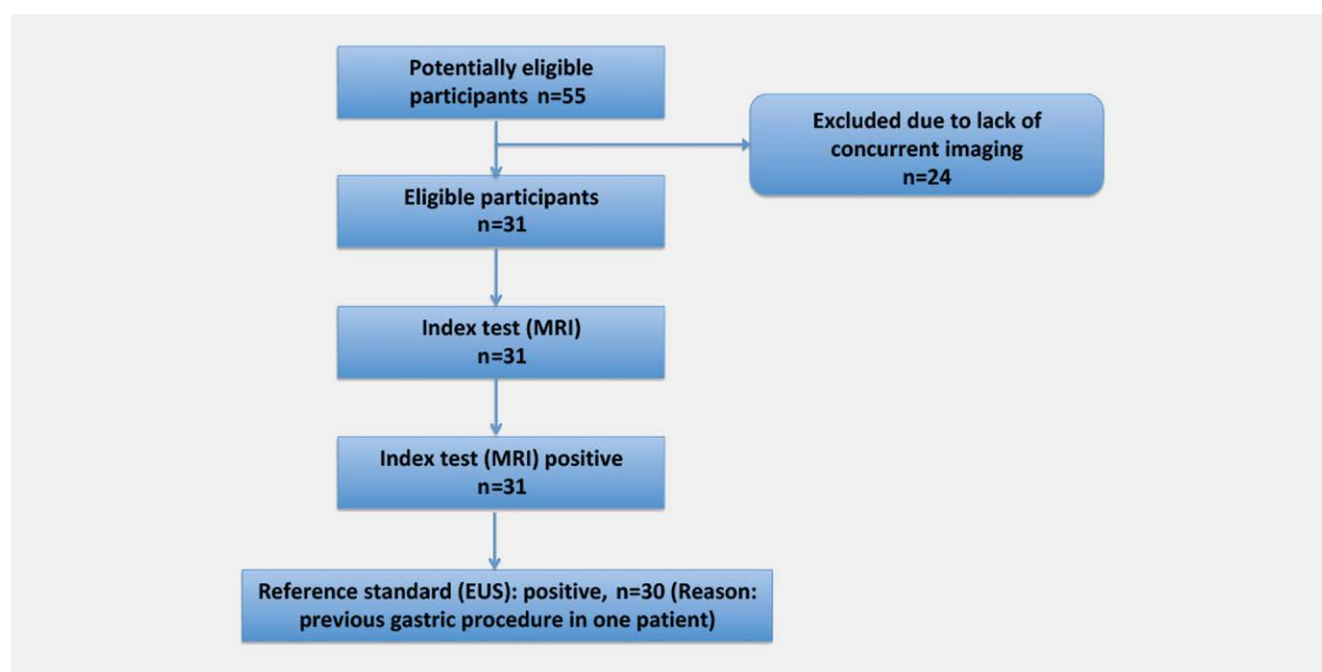 Potentially eligible
participants n=55
Excluded due to lack of
concurrent imaging
n=24
Eligible participants
n=31
Index test (MRI)
n=31
Index test (MRI) positive
n=31
Reference standard (EUS): positive, n=30 (Reason:
previous gastric procedure in one patient)